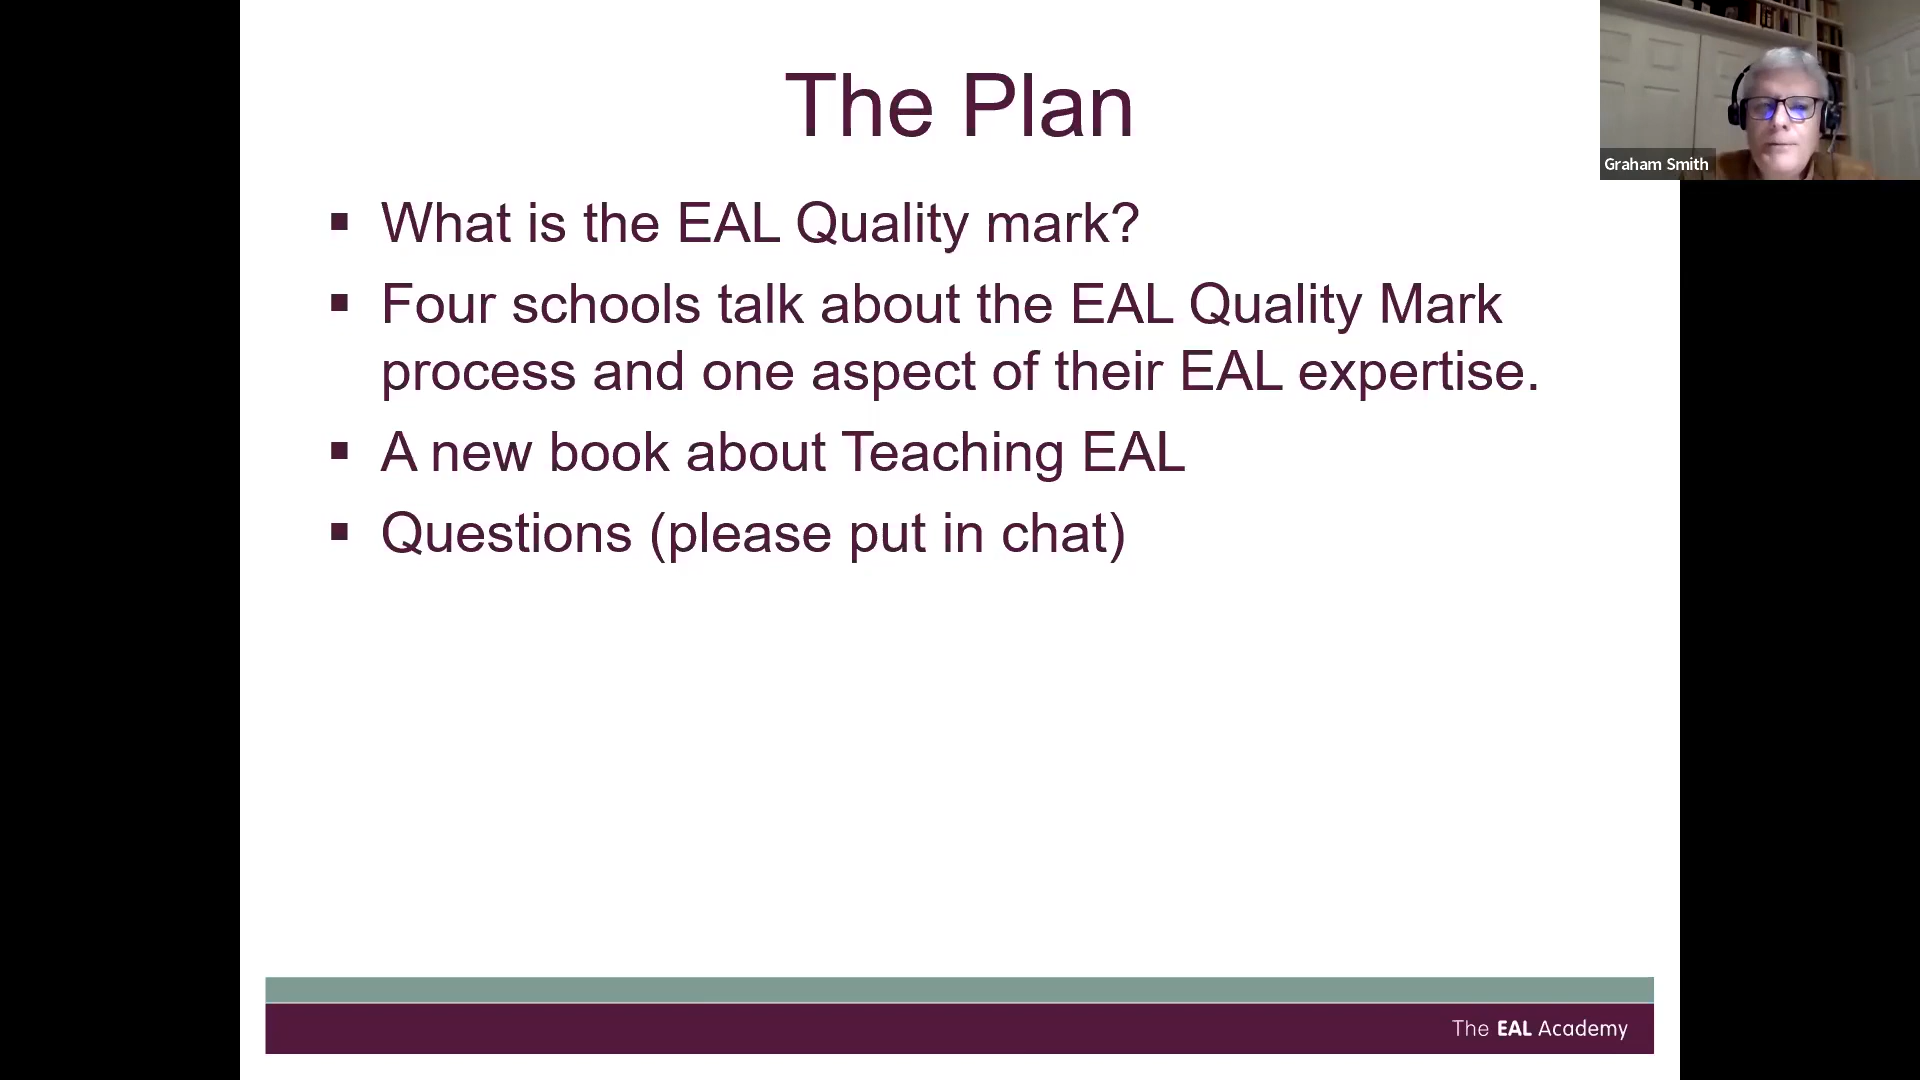 The Plan
What is the EAL Quality mark?
Four schools talk about the EAL Quality Mark
process and one aspect of their EAL expertise.
A new book about Teaching EAL
Questions (please put in chat)
Graham Smith
The EAL Academy